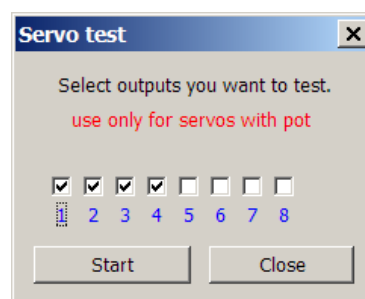 Servo test
Select outputs you want to test.
use only for servos with pot
1 2 3 4 5 6 7 8
Start Close